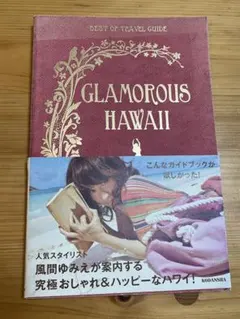 BEST OF TRAVEL GUIDE
GLAMOROUS
HAWAII
こんなガイドブックが
欲しかった！
人気スタイリスト
風間ゆみえが案内する
究極おしゃれ&ハッピーなハワイ！
KODANSHA